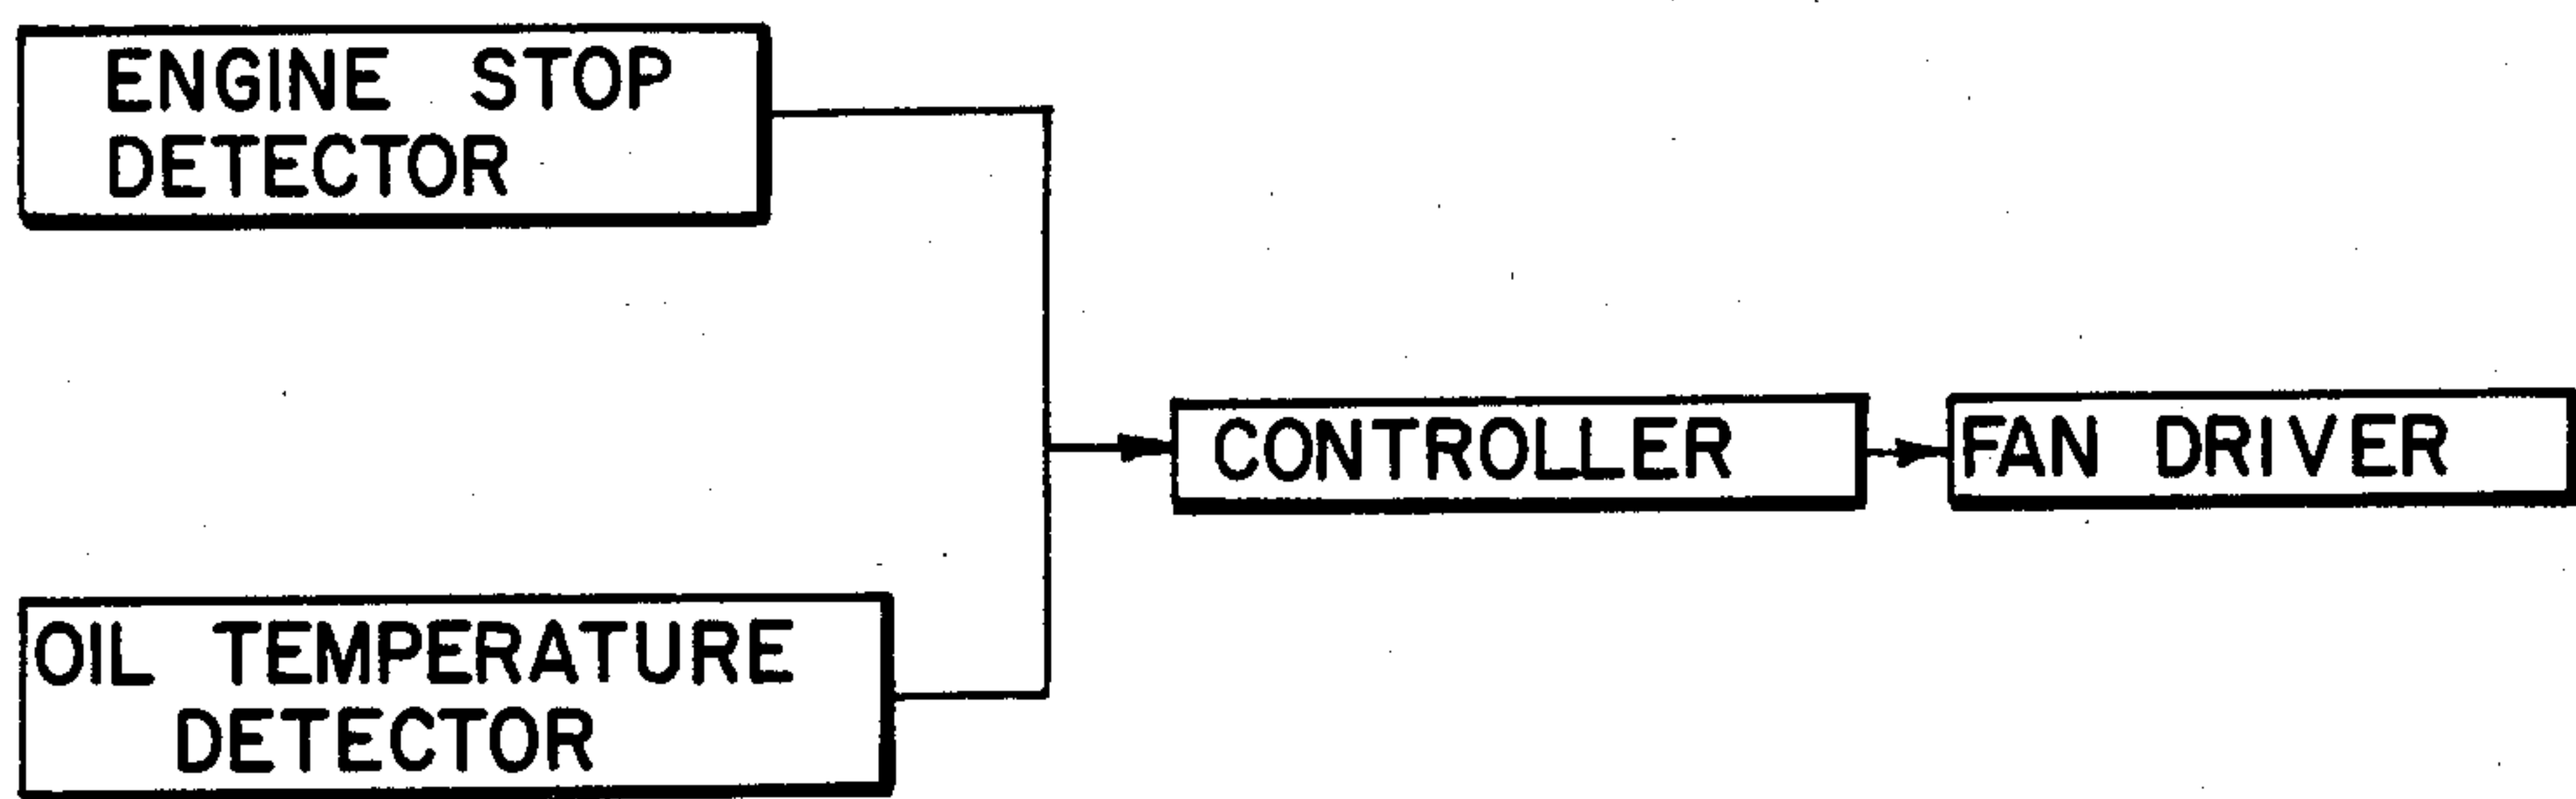 ENGINE STOP
DETECTOR
CONTROLLER
FAN DRIVER
OIL TEMPERATURE
DETECTOR